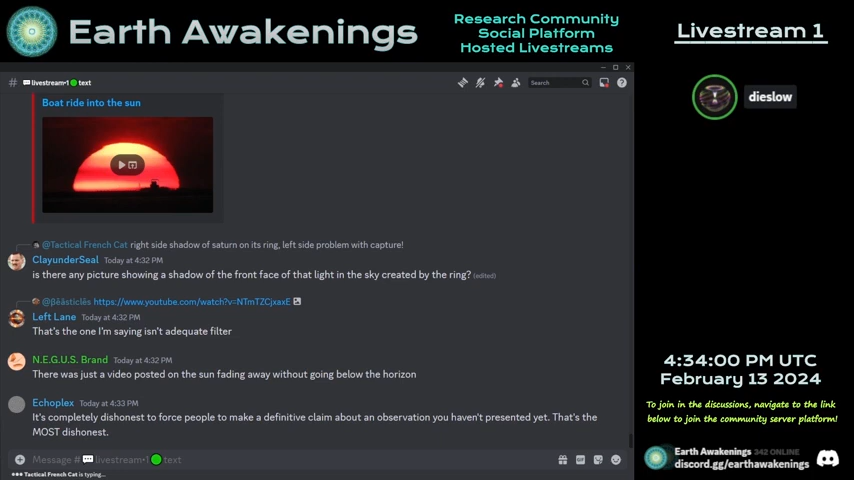 Earth Awakenings
Research Community
Social Platform
Hosted Livestreams
Livestream 1
# livestream•1 text
Search
dieslow
Boat ride into the sun
@Tactical French Cat right side shadow of saturn on its ring, left side problem with capture!
ClayunderSeal Today at 4:32 PM
is there any picture showing a shadow of the front face of that light in the sky created by the ring? (edited)
@βêâsticlês https://www.youtube.com/watch?v=NTmTZCjxaxE
Left Lane Today at 4:32 PM
That's the one I'm saying isn't adequate filter
N.E.G.U.S. Brand Today at 4:32 PM
There was just a video posted on the sun fading away without going below the horizon
Echoplex Today at 4:33 PM
It's completely dishonest to force people to make a definitive claim about an observation you haven't presented yet. That's the
MOST dishonest.
Message # livestream•1 text
Tactical French Cat is typing...
4:34:00 PM UTC
February 13 2024
To join in the discussions, navigate to the link
below to join the community server platform!
Earth Awakenings 342 ONLINE
discord.gg/earthawakenings